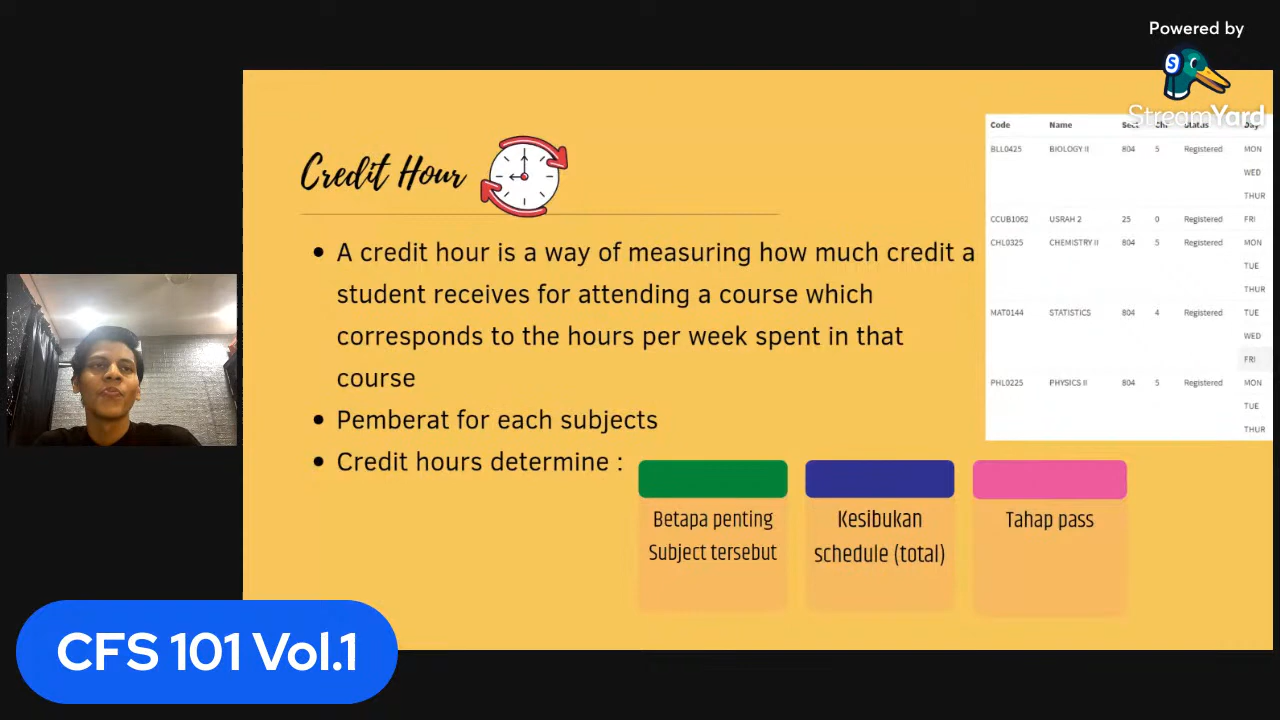 Powered by
StreamYard
Credit Hour
• A credit hour is a way of measuring how much credit a
student receives for attending a course which
corresponds to the hours per week spent in that
course
• Pemberat for each subjects
• Credit hours determine :
Betapa penting
Subject tersebut
Kesibukan
schedule (total)
Tahap pass
Code Name Sect Chr Status Day
BLL0425 BIOLOGY II 804 5 Registered MON
WED
THUR
CCUB1062 USRAH 2 25 0 Registered FRI
CHL0325 CHEMISTRY II 804 5 Registered MON
TUE
THUR
MAT0144 STATISTICS 804 4 Registered TUE
WED
FRI
PHL0225 PHYSICS II 804 5 Registered MON
TUE
THUR
CFS 101 Vol.1